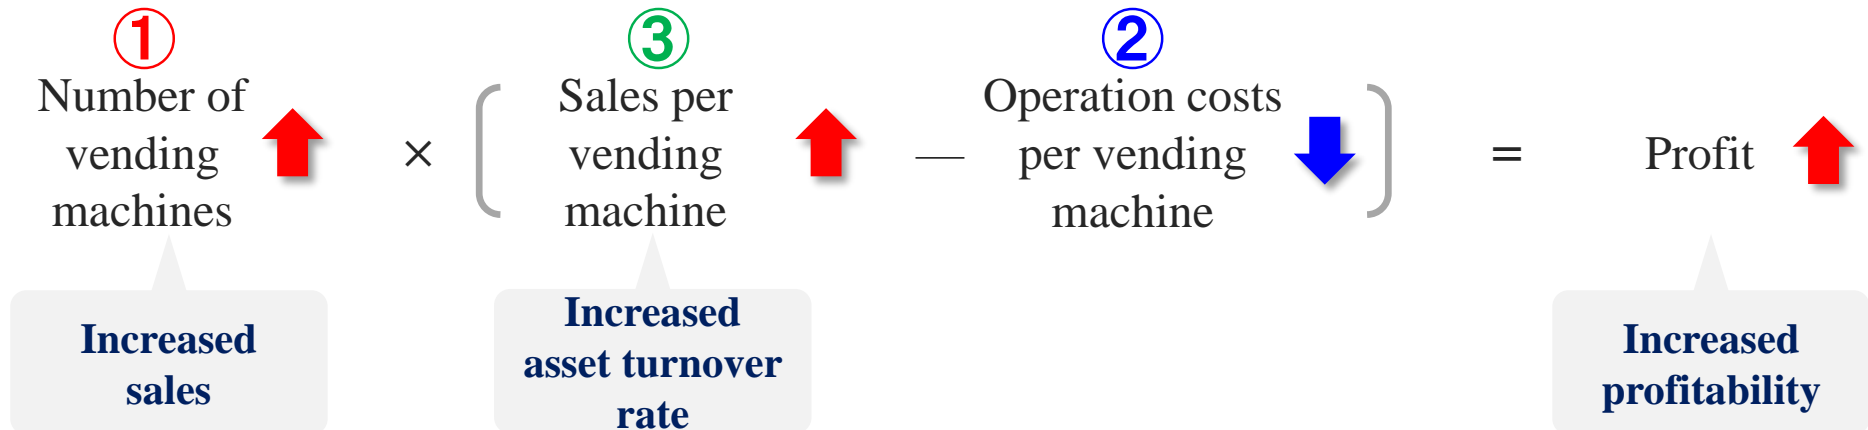 ①
Number of
vending
machines
×
③
Sales per
vending
machine
—
②
Operation costs
per vending
machine
=
Profit
Increased
sales
Increased
asset turnover
rate
Increased
profitability